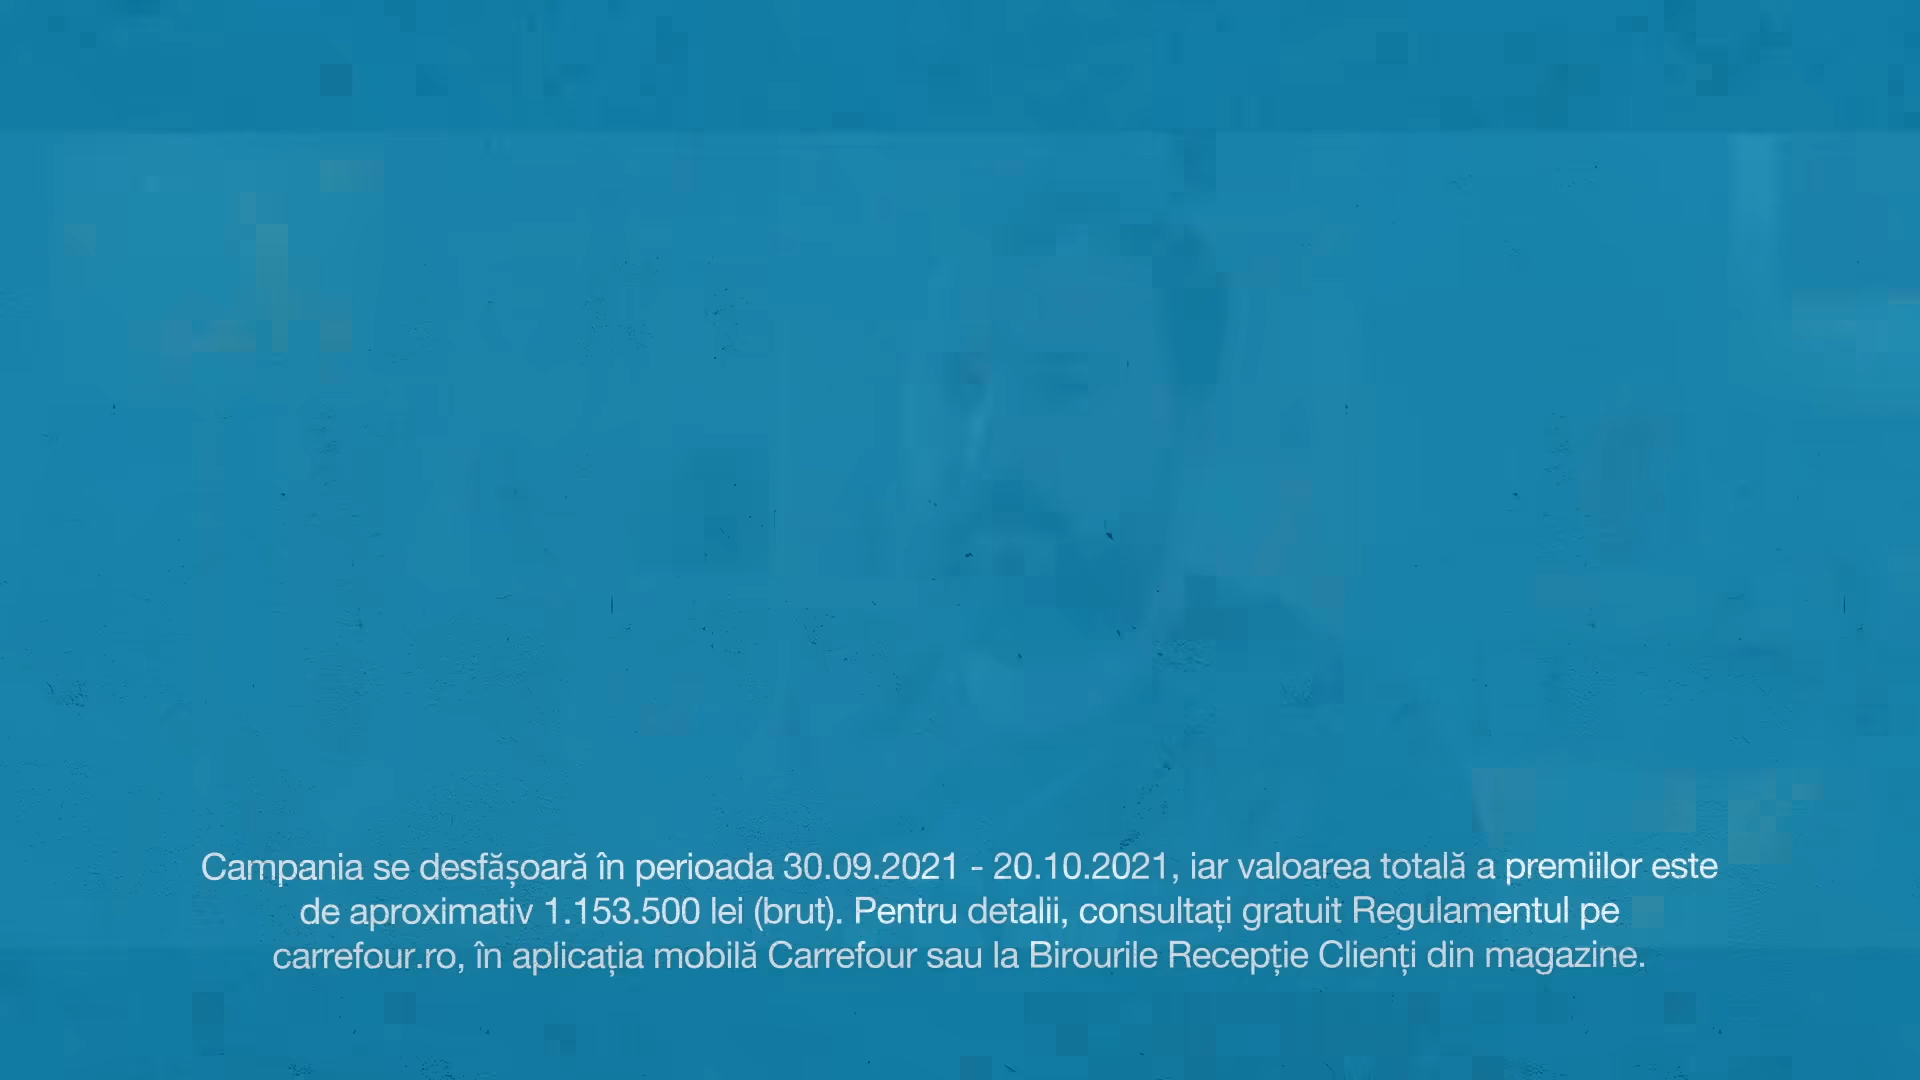 Campania se desfășoară în perioada 30.09.2021 - 20.10.2021, iar valoarea totală a premiilor este
de aproximativ 1.153.500 lei (brut). Pentru detalii, consultați gratuit Regulamentul pe
carrefour.ro, în aplicația mobilă Carrefour sau la Birourile Recepție Clienți din magazine.